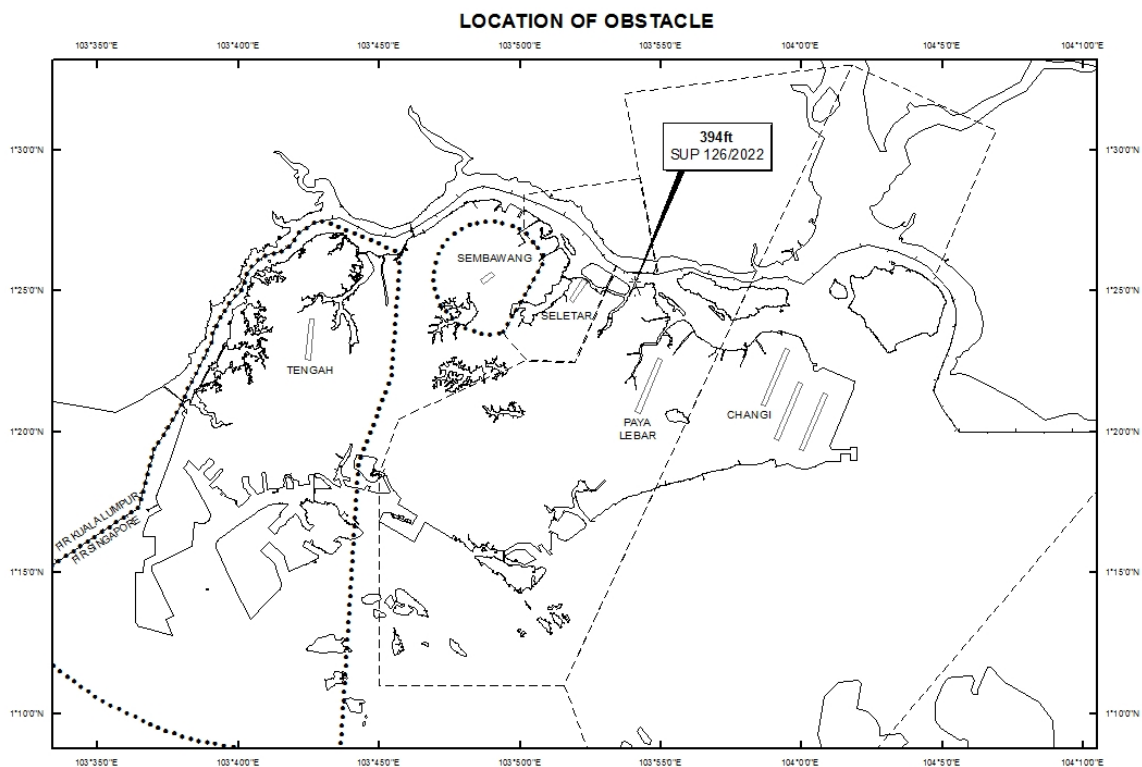 LOCATION OF OBSTACLE
103°35'0"E
103°40'0"E
103°45'0"E
103°50'0"E
103°55'0"E
104°0'0"E
104°5'0"E
104°10'0"E
1°30'0"N
1°30'0"N
394ft
SUP 126/2022
SEMBAWANG
1°25'0"N
1°25'0"N
SELETAR
TENGAH
PAYA
LEBAR
CHANGI
1°20'0"N
1°20'0"N
FIR KUALA LUMPUR
FIR SINGAPORE
1°15'0"N
1°15'0"N
1°10'0"N
1°10'0"N
103°35'0"E
103°40'0"E
103°45'0"E
103°50'0"E
103°55'0"E
104°0'0"E
104°5'0"E
104°10'0"E